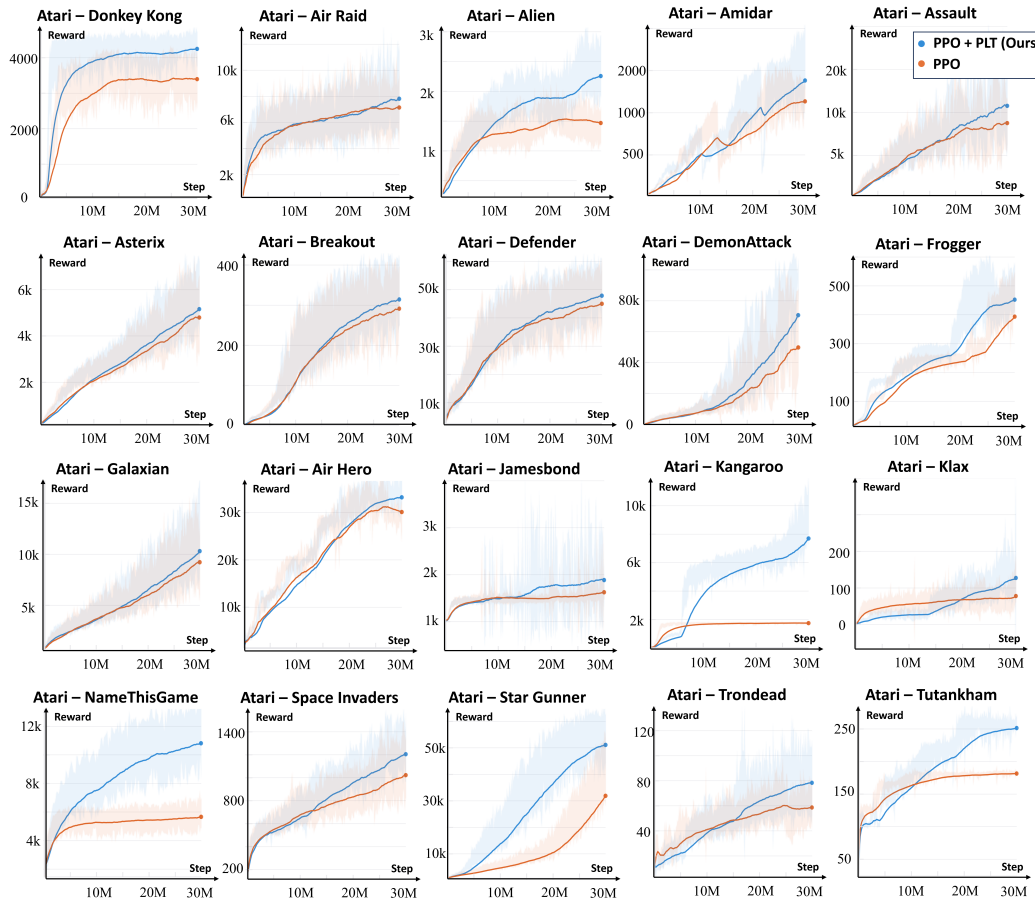 Atari – Donkey Kong
Reward
4000
2000
0
Step
10M 20M 30M
Atari – Air Raid
Reward
10k
6k
2k
Step
10M 20M 30M
Atari – Alien
Reward
3k
2k
1k
Step
10M 20M 30M
Atari – Amidar
Reward
2000
1000
500
Step
10M 20M 30M
Atari – Assault
Reward
20k
10k
5k
Step
10M 20M 30M
PPO + PLT (Ours
PPO
Atari – Asterix
Reward
6k
4k
2k
Step
10M 20M 30M
Atari – Breakout
Reward
400
200
0
Step
10M 20M 30M
Atari – Defender
Reward
50k
30k
10k
Step
10M 20M 30M
Atari – DemonAttack
Reward
80k
40k
0
Step
10M 20M 30M
Atari – Frogger
Reward
500
300
100
Step
10M 20M 30M
Atari – Galaxian
Reward
15k
10k
5k
Step
10M 20M 30M
Atari – Air Hero
Reward
30k
20k
10k
Step
10M 20M 30M
Atari – Jamesbond
Reward
3k
2k
1k
Step
10M 20M 30M
Atari – Kangaroo
Reward
10k
6k
2k
Step
10M 20M 30M
Atari – Klax
Reward
200
100
0
Step
10M 20M 30M
Atari – NameThisGame
Reward
12k
8k
4k
Step
10M 20M 30M
Atari – Space Invaders
Reward
1400
800
200
Step
10M 20M 30M
Atari – Star Gunner
Reward
50k
30k
10k
Step
10M 20M 30M
Atari – Trondead
Reward
120
80
40
Step
10M 20M 30M
Atari – Tutankham
Reward
250
150
50
Step
10M 20M 30M